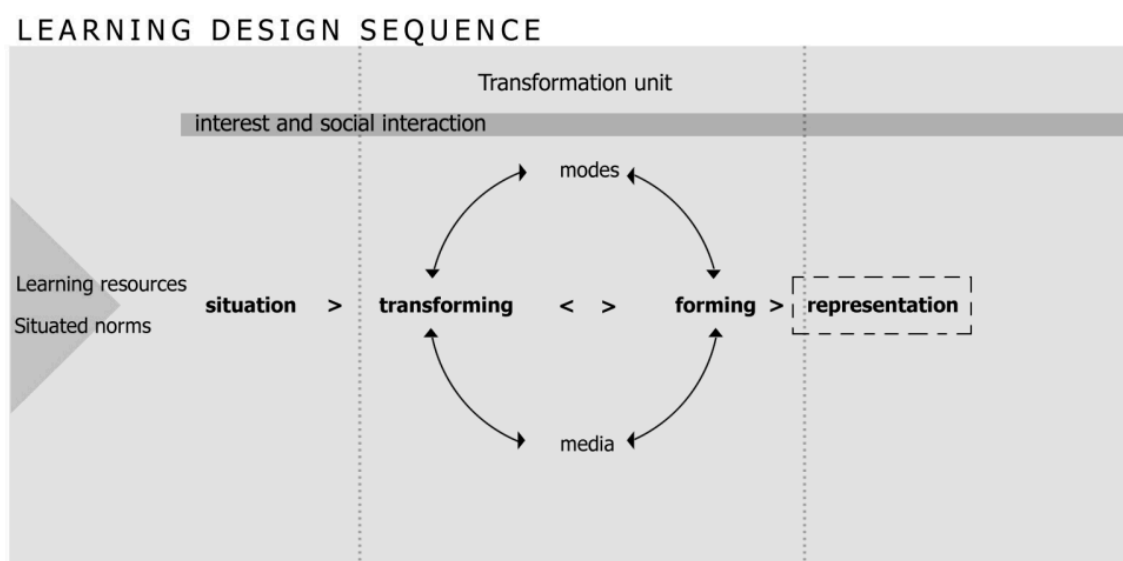 LEARNING DESIGN SEQUENCE
Transformation unit
interest and social interaction
modes
Learning resources
Situated norms
situation > transforming < > forming > representation
media